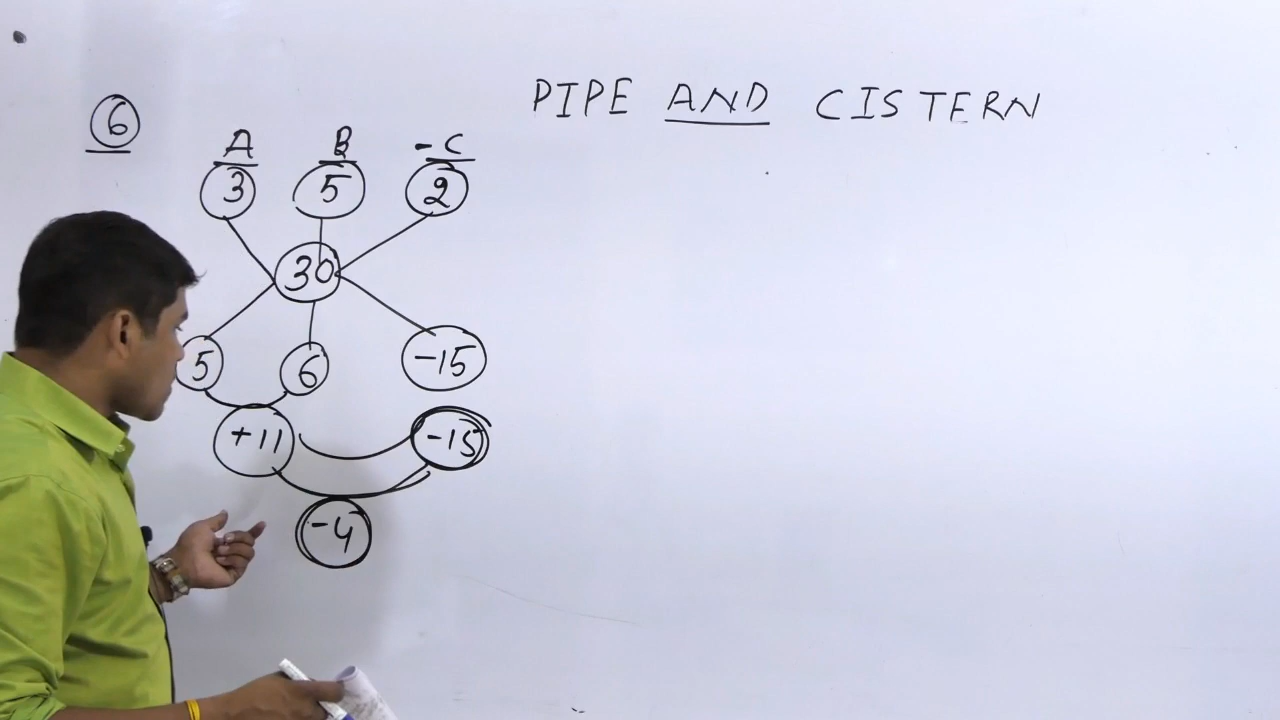 PIPE AND CISTERN
6
A B -C
3 5 2
30
5 6 -15
+11 -15
-4